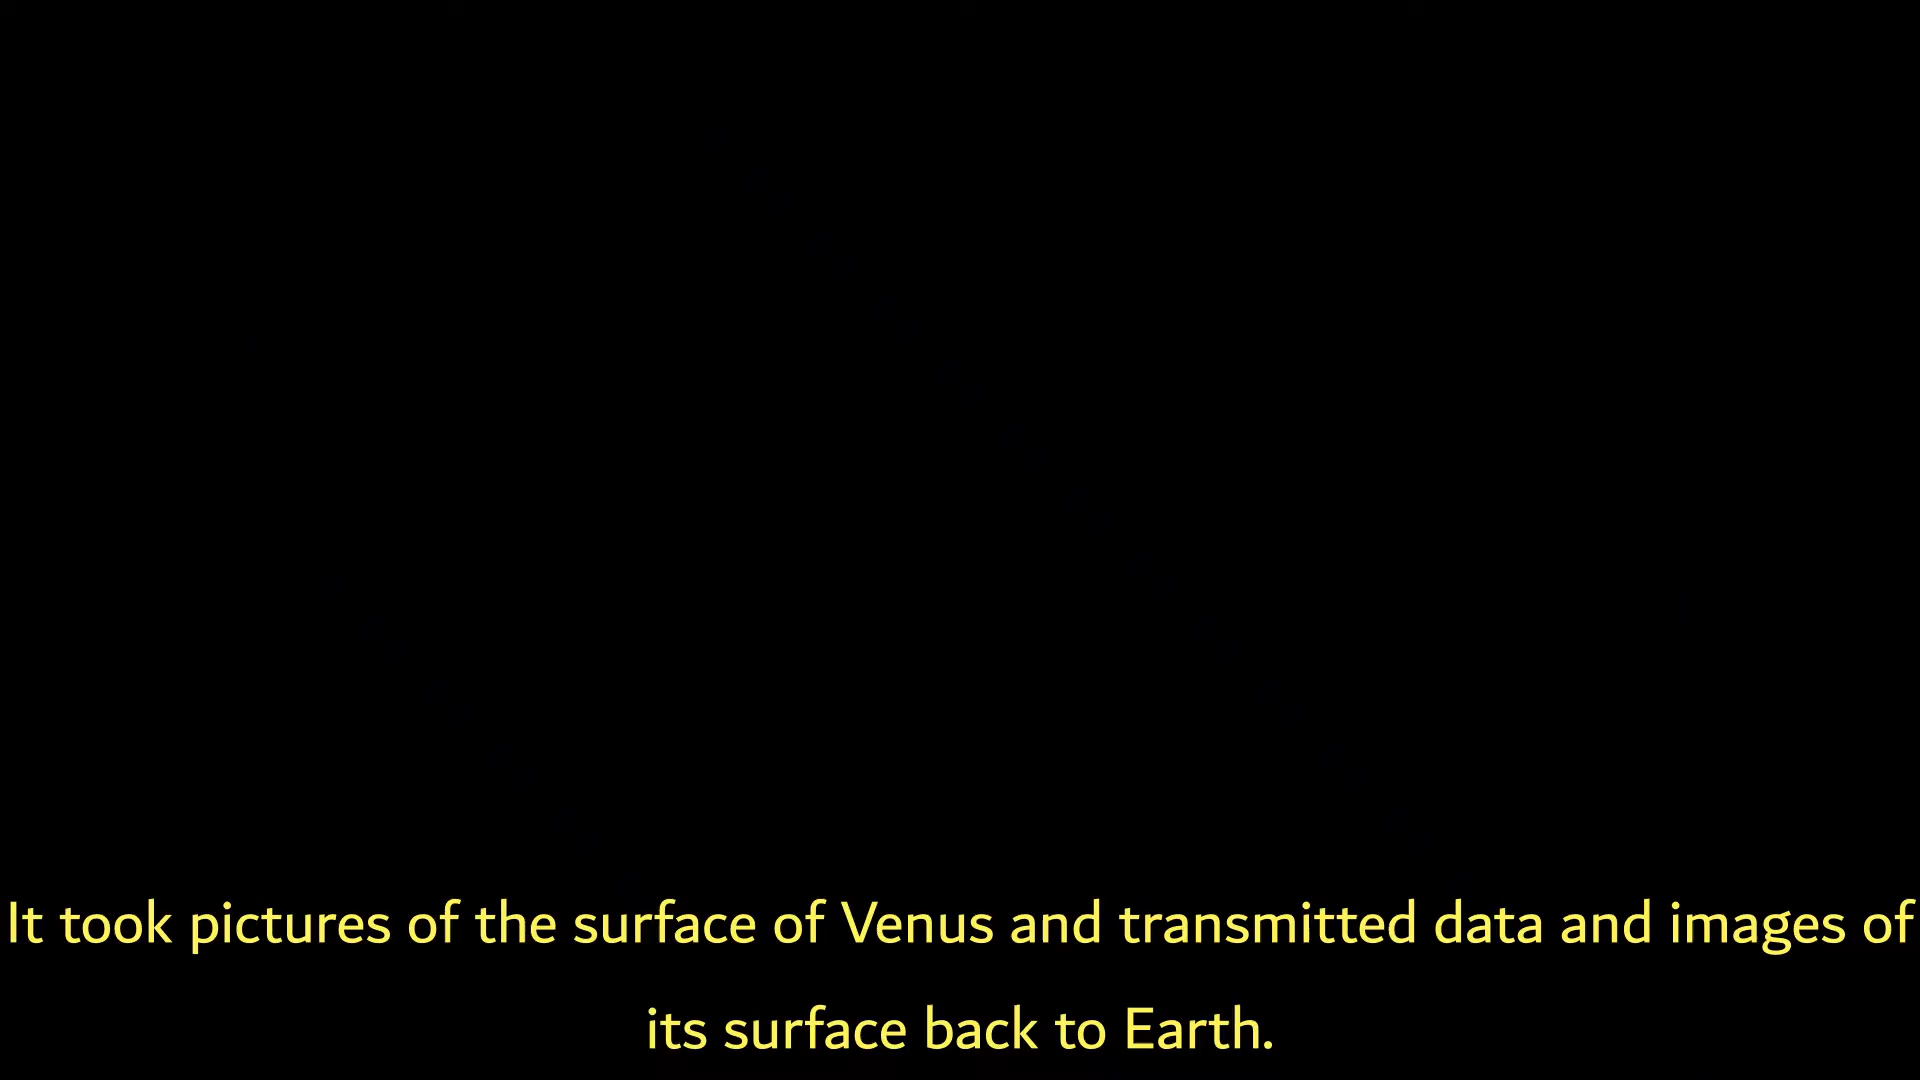 It took pictures of the surface of Venus and transmitted data and images of
its surface back to Earth.